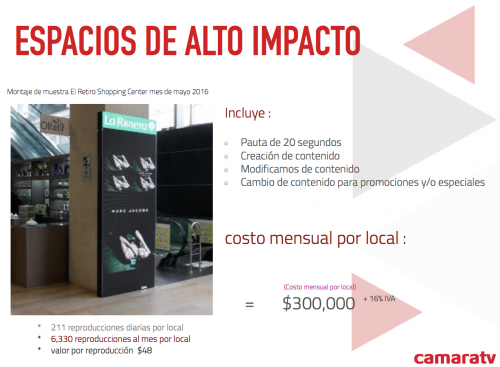 ESPACIOS DE ALTO IMPACTO
Montaje de muestra El Retiro Shopping Center mes de mayo 2016
Incluye :
Pauta de 20 segundos
Creación de contenido
Modificamos de contenido
Cambio de contenido para promociones y/o especiales
MARC JACOBS
costo mensual por local :
(Costo mensual por local)
= $300,000 + 16% IVA
211 reproducciones diarias por local
6,330 reproducciones al mes por local
valor por reproducción $48
camaratv